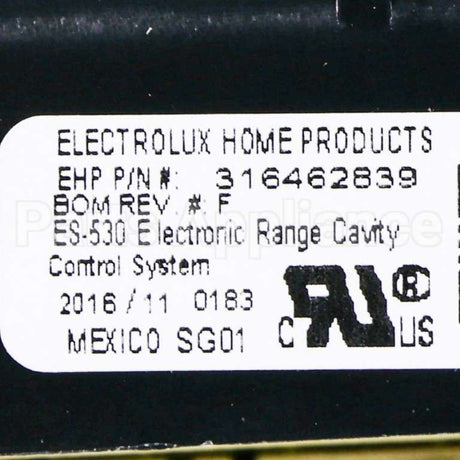 ELECTROLUX HOME PRODUCTS
EHP P/N #: 316462839
BOM REV. # F
ES-530 Electronic Range Cavity
Control System
2016/11 0183
MEXICO SG01
C UR ® US